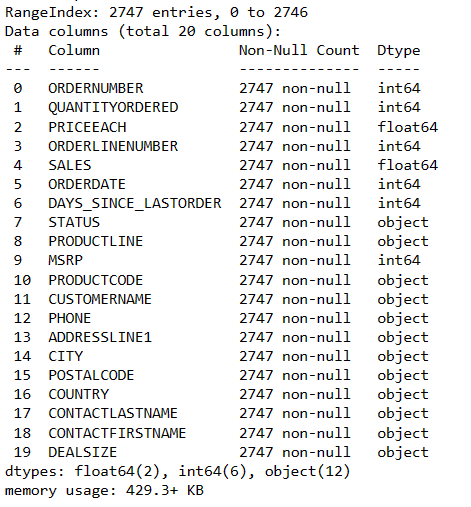 RangeIndex: 2747 entries, 0 to 2746
Data columns (total 20 columns):
 #   Column              Non-Null Count  Dtype
---  ------              --------------  -----
 0   ORDERNUMBER         2747 non-null   int64
 1   QUANTITYORDERED     2747 non-null   int64
 2   PRICEEACH           2747 non-null   float64
 3   ORDERLINENUMBER     2747 non-null   int64
 4   SALES               2747 non-null   float64
 5   ORDERDATE           2747 non-null   int64
 6   DAYS_SINCE_LASTORDER  2747 non-null   int64
 7   STATUS              2747 non-null   object
 8   PRODUCTLINE         2747 non-null   object
 9   MSRP                2747 non-null   int64
 10  PRODUCTCODE         2747 non-null   object
 11  CUSTOMERNAME        2747 non-null   object
 12  PHONE               2747 non-null   object
 13  ADDRESSLINE1        2747 non-null   object
 14  CITY                2747 non-null   object
 15  POSTALCODE          2747 non-null   object
 16  COUNTRY             2747 non-null   object
 17  CONTACTLASTNAME     2747 non-null   object
 18  CONTACTFIRSTNAME    2747 non-null   object
 19  DEALSIZE            2747 non-null   object
dtypes: float64(2), int64(6), object(12)
memory usage: 429.3+ KB